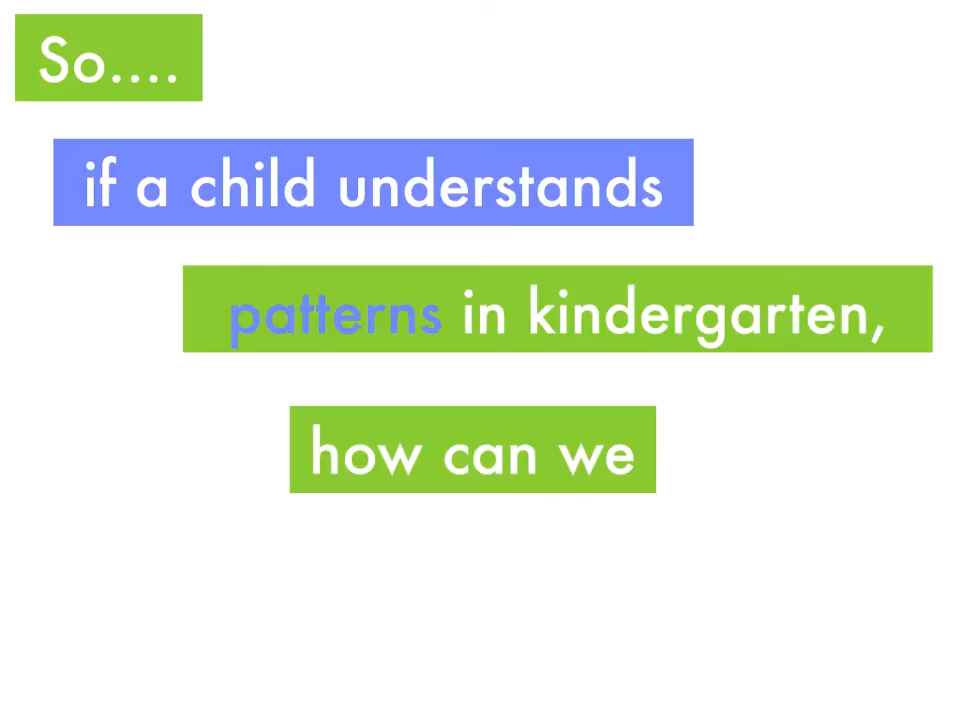 So....
if a child understands
patterns in kindergarten,
how can we